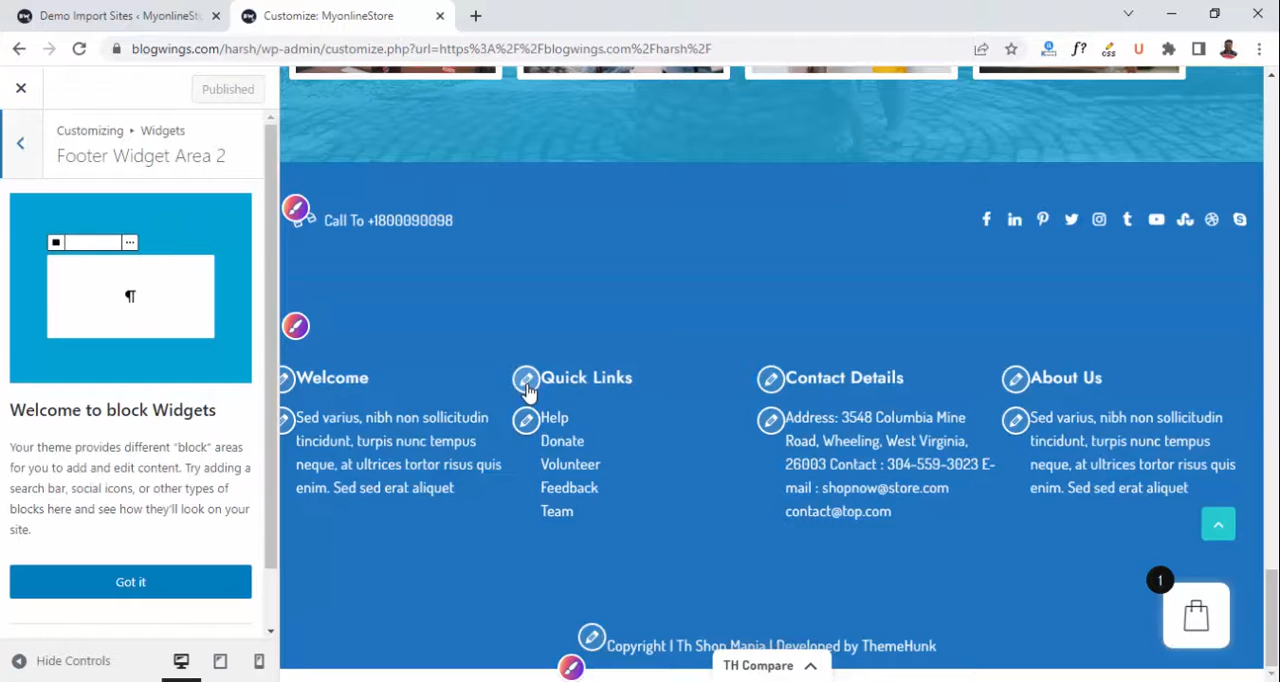 Demo Import Sites ‹ MyonlineSt
Customize: MyonlineStore
blogwings.com/harsh/wp-admin/customize.php?url=https%3A%2F%2Fblogwings.com%2Fharsh%2F
f?
css
U
Published
Customizing ▸ Widgets
Footer Widget Area 2
¶
Welcome to block Widgets
Your theme provides different “block” areas
for you to add and edit content. Try adding a
search bar, social icons, or other types of
blocks here and see how they’ll look on your
site.
Got it
Hide Controls
Call To +1800090098
Welcome
Sed varius, nibh non sollicitudin
tincidunt, turpis nunc tempus
neque, at ultrices tortor risus quis
enim. Sed sed erat aliquet
Quick Links
Help
Donate
Volunteer
Feedback
Team
Contact Details
Address: 3548 Columbia Mine
Road, Wheeling, West Virginia,
26003 Contact : 304-559-3023 E-
mail : shopnow@store.com
contact@top.com
About Us
Sed varius, nibh non sollicitudin
tincidunt, turpis nunc tempus
neque, at ultrices tortor risus quis
enim. Sed sed erat aliquet
1
Copyright | Th Shop Mania | Developed by ThemeHunk
TH Compare